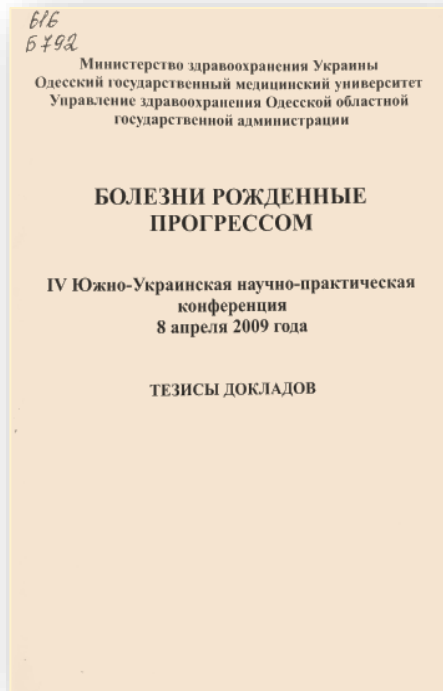 616
Б 792
Министерство здравоохранения Украины
Одесский государственный медицинский университет
Управление здравоохранения Одесской областной
государственной администрации
БОЛЕЗНИ РОЖДЕННЫЕ
ПРОГРЕССОМ
IV Южно-Украинская научно-практическая
конференция
8 апреля 2009 года
ТЕЗИСЫ ДОКЛАДОВ